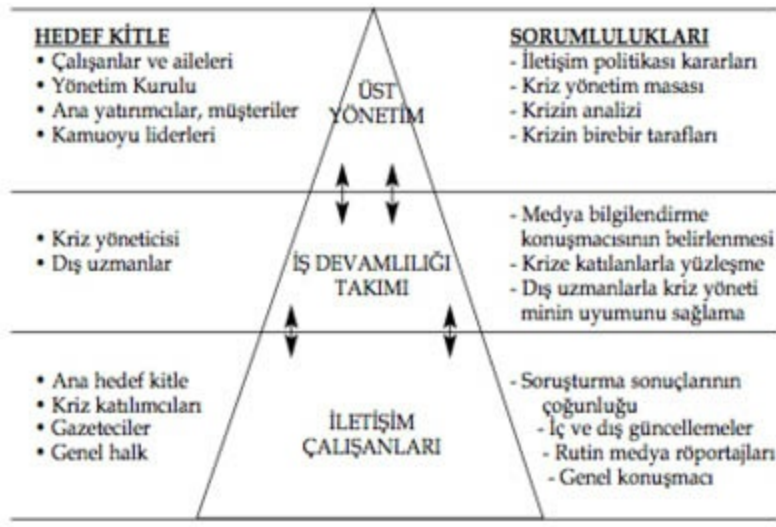 HEDEF KİTLE
• Çalışanlar ve aileleri
• Yönetim Kurulu
• Ana yatırımcılar, müşteriler
• Kamuoyu liderleri
ÜST
YÖNETİM
SORUMLULUKLARI
- İletişim politikası kararları
- Kriz yönetim masası
- Krizin analizi
- Krizin birebir tarafları
• Kriz yöneticisi
• Dış uzmanlar
İŞ DEVAMLILIĞI
TAKIMI
- Medya bilgilendirme
konuşmacısının belirlenmesi
- Krize katılanlarla yüzleşme
- Dış uzmanlarla kriz yöneti
minin uyumunu sağlama
• Ana hedef kitle
• Kriz katılımcıları
• Gazeteciler
• Genel halk
İLETİŞİM
ÇALIŞANLARI
- Soruşturma sonuçlarının
çoğunluğu
- İç ve dış güncellemeler
- Rutin medya röportajları
- Genel konuşmacı